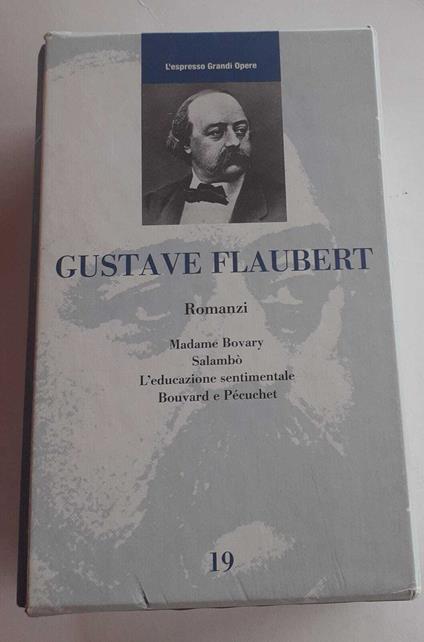 L'espresso Grandi Opere
GUSTAVE FLAUBERT
Romanzi
Madame Bovary
Salambò
L'educazione sentimentale
Bouvard e Pécuchet
19